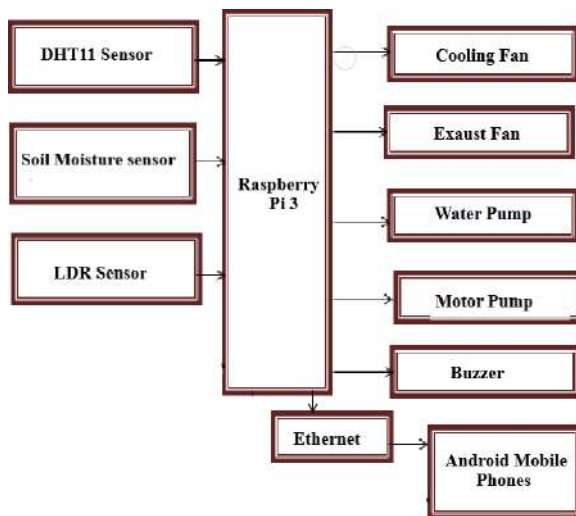 DHT11 Sensor
Soil Moisture sensor
LDR Sensor
Raspberry
Pi 3
Cooling Fan
Exaust Fan
Water Pump
Motor Pump
Buzzer
Ethernet
Android Mobile
Phones